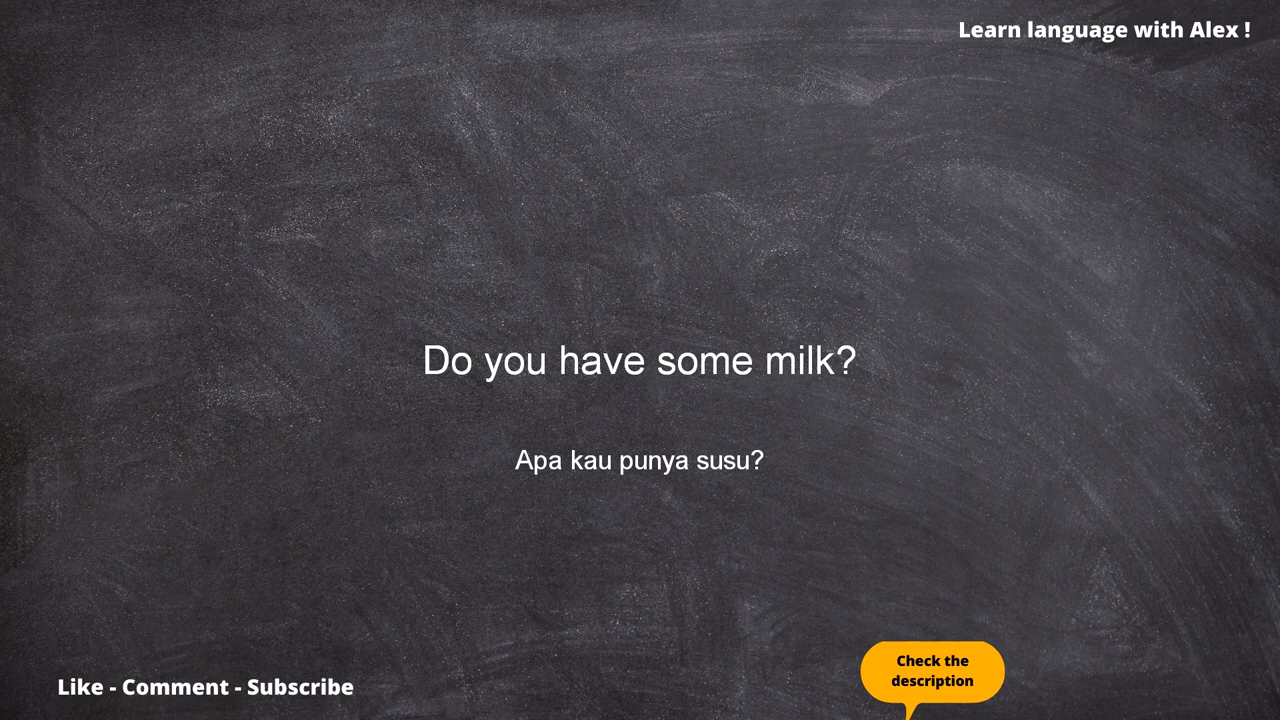 Learn language with Alex !
Do you have some milk?
Apa kau punya susu?
Check the
description
Like - Comment - Subscribe